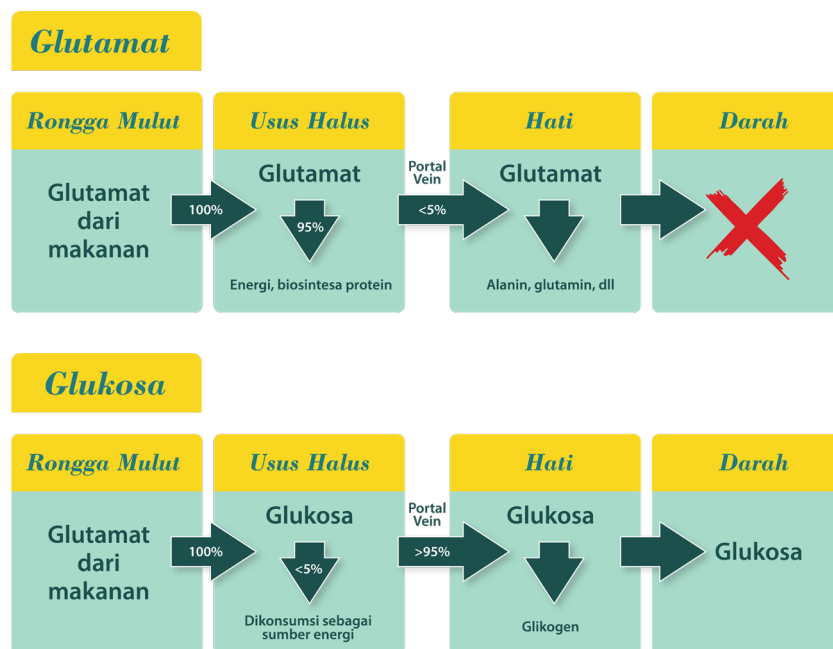 Glutamat
Rongga Mulut
Usus Halus
Hati
Darah
Glutamat
dari
makanan
100%
Glutamat
95%
Energi, biosintesa protein
Portal
Vein
<5%
Glutamat
Alanin, glutamin, dll
Glukosa
Rongga Mulut
Usus Halus
Hati
Darah
Glutamat
dari
makanan
100%
Glukosa
<5%
Dikonsumsi sebagai
sumber energi
Portal
Vein
>95%
Glukosa
Glikogen
Glukosa